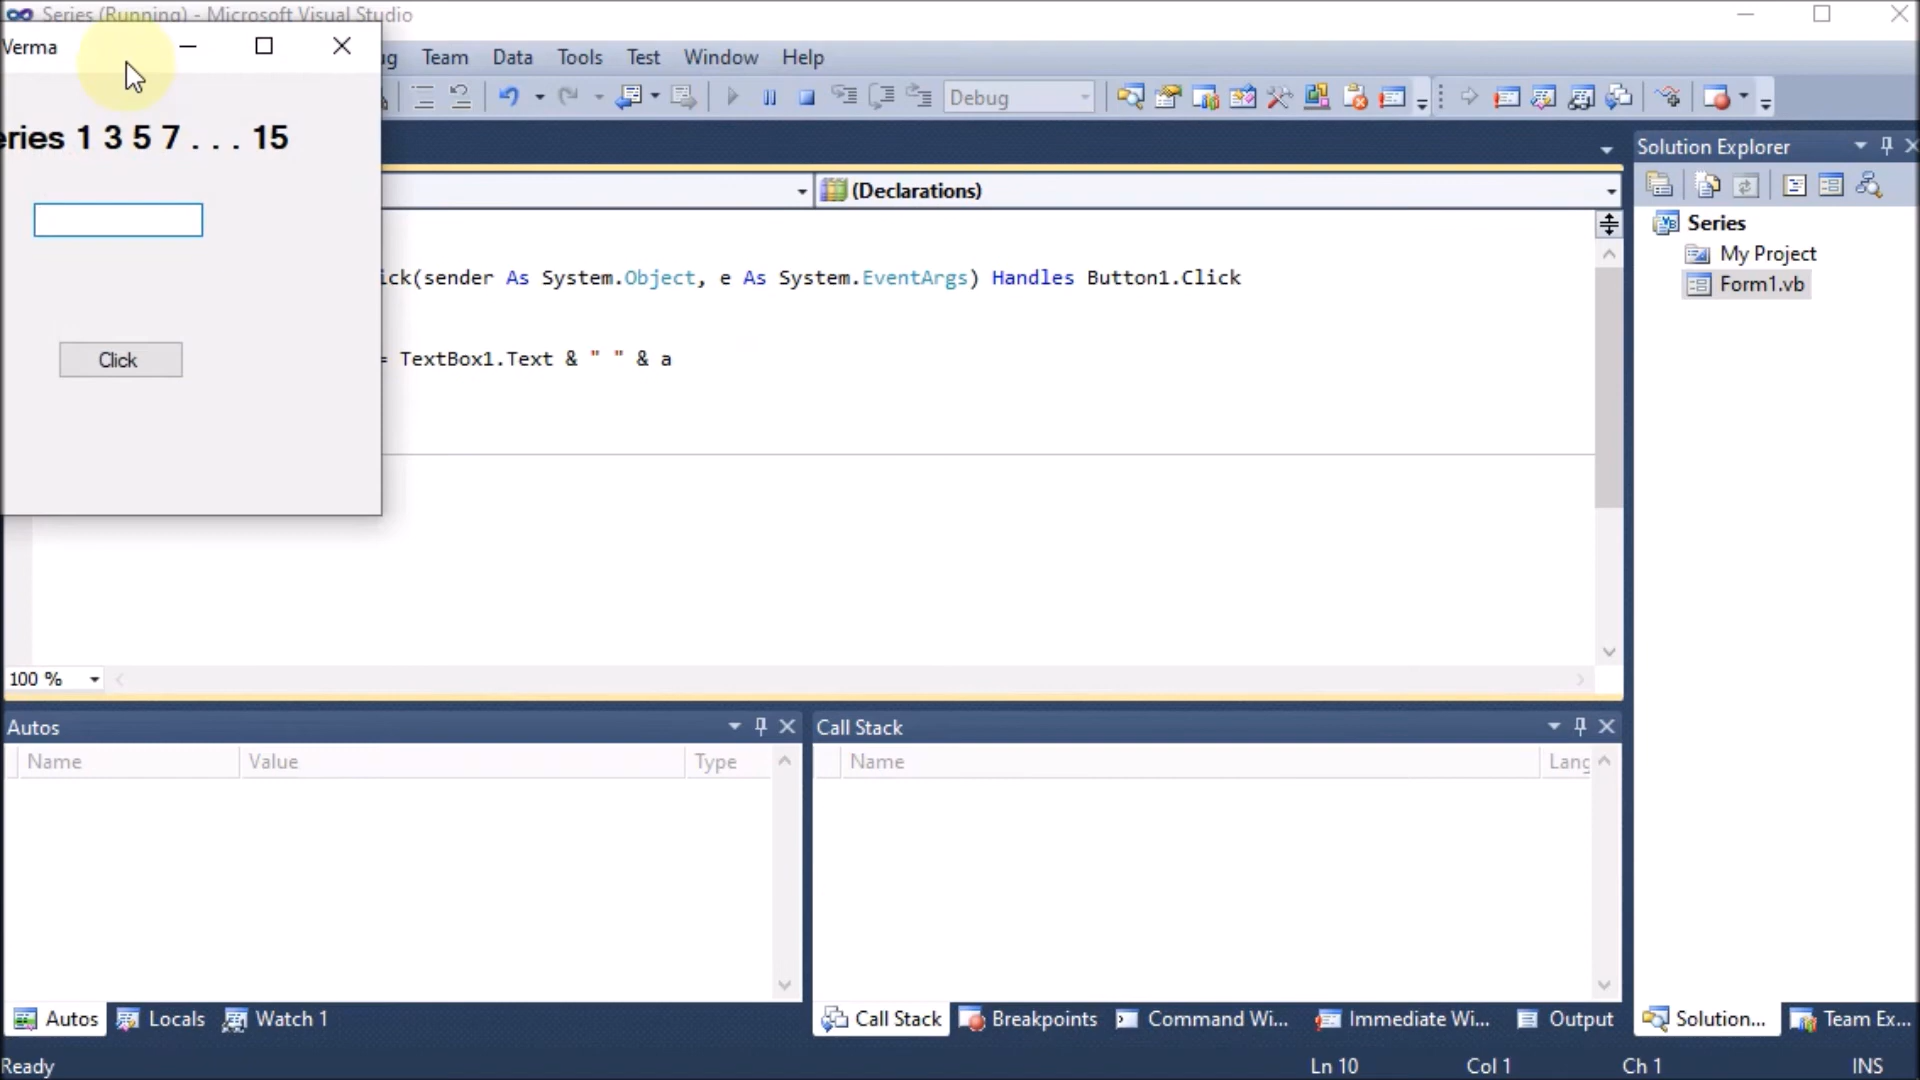 Series (Running) - Microsoft Visual Studio
Verma
Team Data Tools Test Window Help
Debug
eries 1 3 5 7 . . . 15
(Declarations)
Click
ick(sender As System.Object, e As System.EventArgs) Handles Button1.Click
= TextBox1.Text & " " & a
100 %
Solution Explorer
Series
My Project
Form1.vb
Autos
Name Value Type
Call Stack
Name Lang
Autos Locals Watch 1
Call Stack Breakpoints Command Wi... Immediate Wi... Output
Solution... Team Ex...
Ready
Ln 10 Col 1 Ch 1 INS